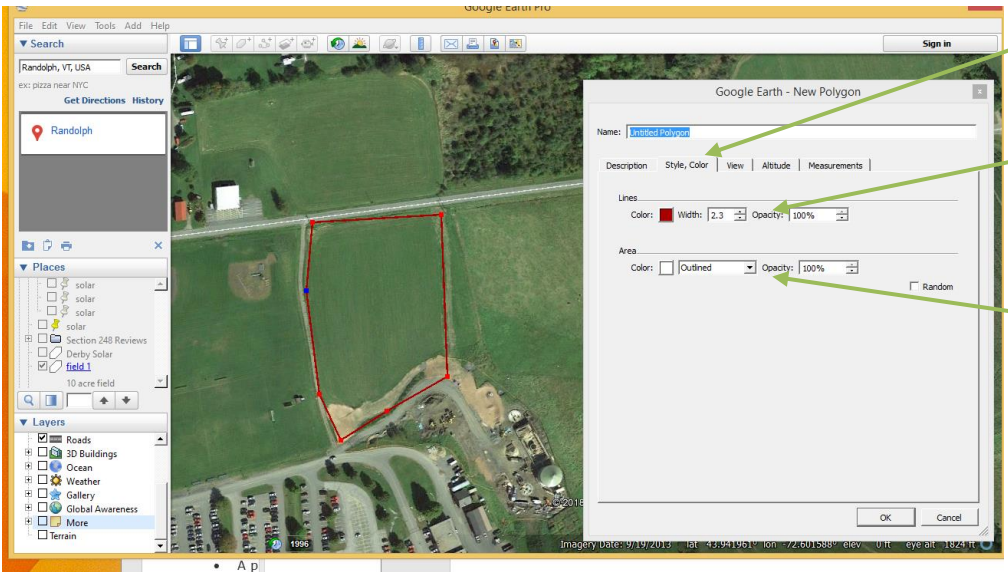 Google Earth Pro
File Edit View Tools Add Help
▼ Search
Sign in
Randolph, VT, USA Search
ex: pizza near NYC
Get Directions History
Randolph
▼ Places
solar
solar
solar
solar
Section 248 Reviews
Derby Solar
field 1
10 acre field
▼ Layers
Roads
3D Buildings
Ocean
Weather
Gallery
Global Awareness
More
Terrain
Google Earth - New Polygon
Name: Untitled Polygon
Description Style, Color View Altitude Measurements
Lines
Color: Width: 2.3 Opacity: 100%
Area
Color: Outlined Opacity: 100%
Random
OK Cancel
©2018
1996
Imagery Date: 9/19/2013 lat 43.941961° lon -72.601588° elev 0 ft eye alt 1824 ft
• A p